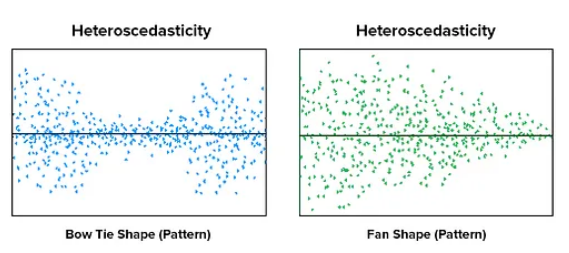 Heteroscedasticity
Heteroscedasticity
Bow Tie Shape (Pattern)
Fan Shape (Pattern)